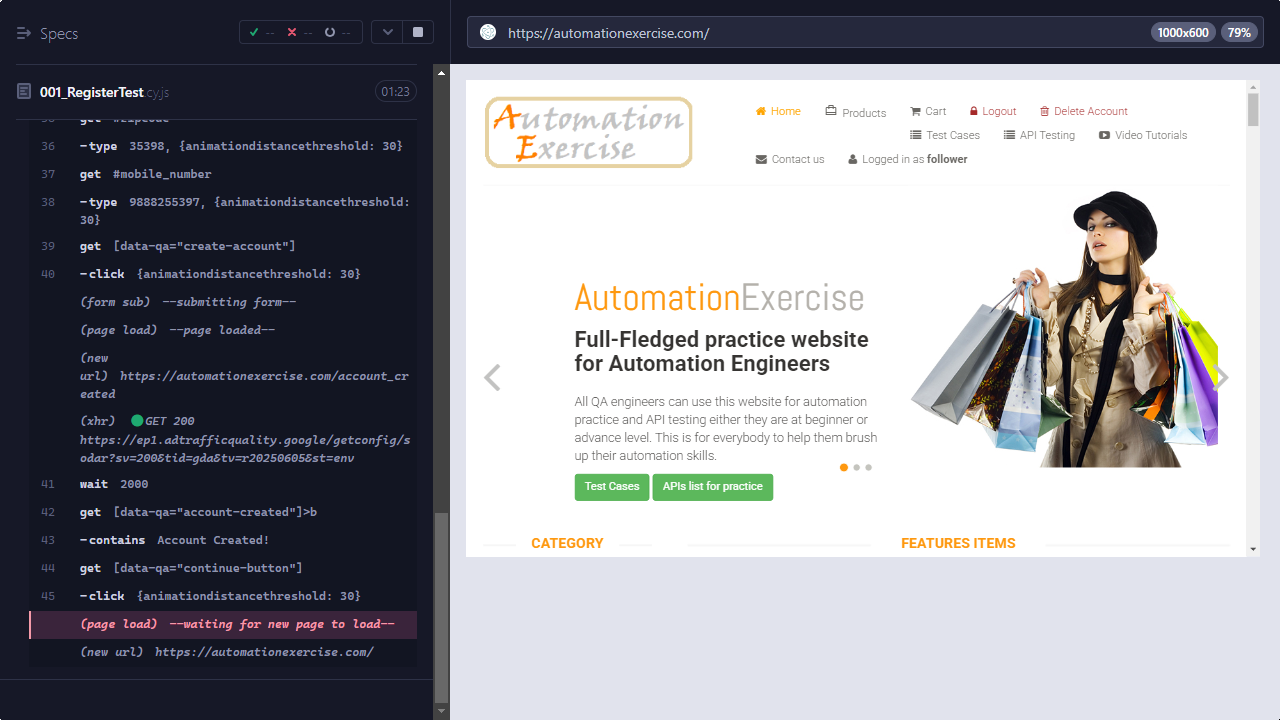 Specs
--
--
--
001_RegisterTest.cy.js
01:23
get #zipcode
36 -type 35398, {animationdistancethreshold: 30}
37 get #mobile_number
38 -type 9888255397, {animationdistancethreshold:
30}
39 get [data-qa="create-account"]
40 -click {animationdistancethreshold: 30}
(form sub) --submitting form--
(page load) --page loaded--
(new
url) https://automationexercise.com/account_cr
eated
(xhr) GET 200
https://ep1.adtrafficquality.google/getconfig/s
odar?sv=200&tid=gda&tv=r20250605&st=env
41 wait 2000
42 get [data-qa="account-created"]>b
43 -contains Account Created!
44 get [data-qa="continue-button"]
45 -click {animationdistancethreshold: 30}
(page load) --waiting for new page to load--
(new url) https://automationexercise.com/
https://automationexercise.com/
1000x600
79%
Automation
Exercise
Home
Products
Cart
Logout
Delete Account
Test Cases
API Testing
Video Tutorials
Contact us
Logged in as follower
AutomationExercise
Full-Fledged practice website
for Automation Engineers
All QA engineers can use this website for automation
practice and API testing either they are at beginner or
advance level. This is for everybody to help them brush
up their automation skills.
Test Cases
APIs list for practice
CATEGORY
FEATURES ITEMS